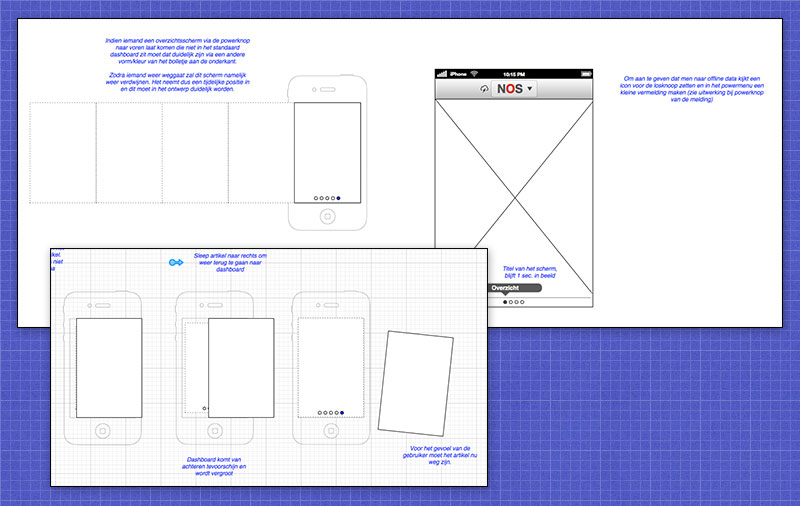 Indien iemand een overzichtsscherm via de powerknop
naar voren laat komen die niet in het standaard
dashboard zit moet dat duidelijk zijn via een andere
vorm/kleur van het bolletje aan de onderkant.
Zodra iemand weer weggaat zal dit scherm namelijk
weer verdwijnen. Het neemt dus een tijdelijke positie in
en dit moet in het ontwerp duidelijk worden.
iPhone
10:15 PM
NOS
Om aan te geven dat men naar offline data kijkt een
icon voor de losknoop zetten en in het powermenu een
kleine vermelding maken (zie uitwerking bij powerknop
van de melding)
Titel van het scherm,
blijft 1 sec. in beeld
Overzicht
ikel.
niet
a
Sleep artikel naar rechts om
weer terug te gaan naar
dashboard
Dashboard komt van
achteren tevoorschijn en
wordt vergroot
Voor het gevoel van de
gebruiker moet het artikel nu
weg zijn.